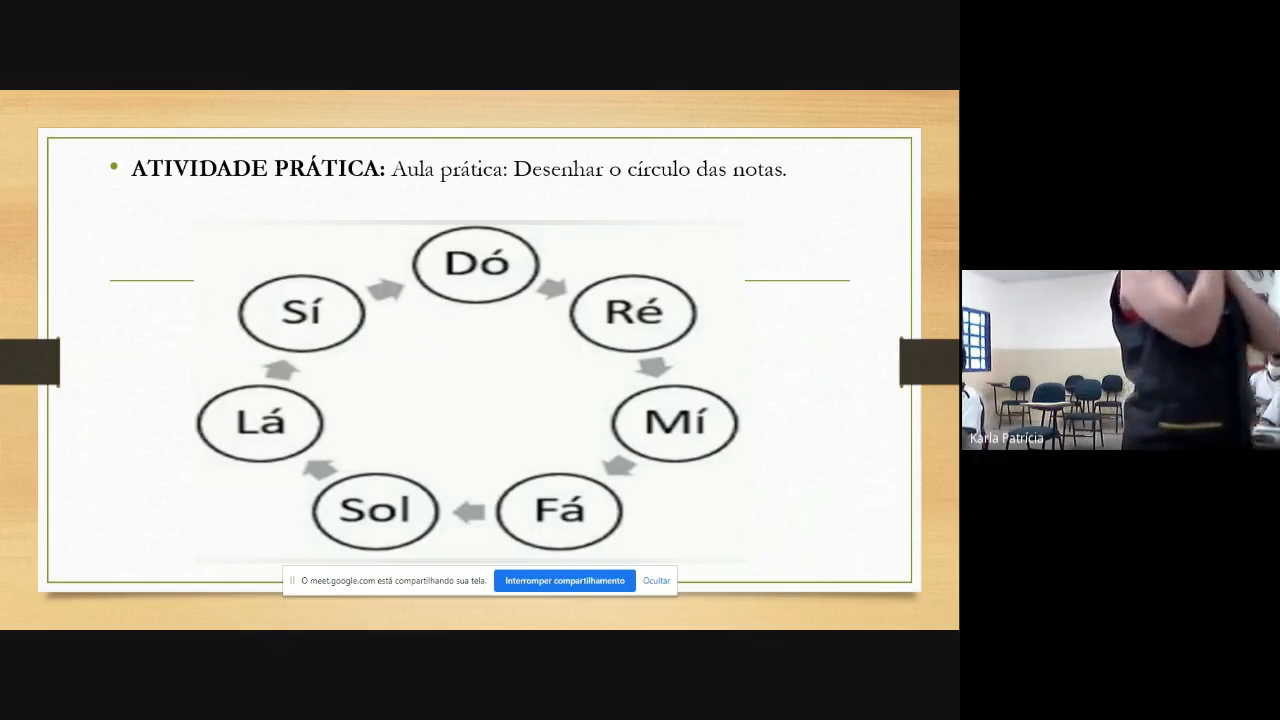 • ATIVIDADE PRÁTICA: Aula prática: Desenhar o círculo das notas.
Dó
Sí
Ré
Lá
Mí
Sol
Fá
O meet.google.com está compartilhando sua tela. Interromper compartilhamento Ocultar
Karla Patrícia